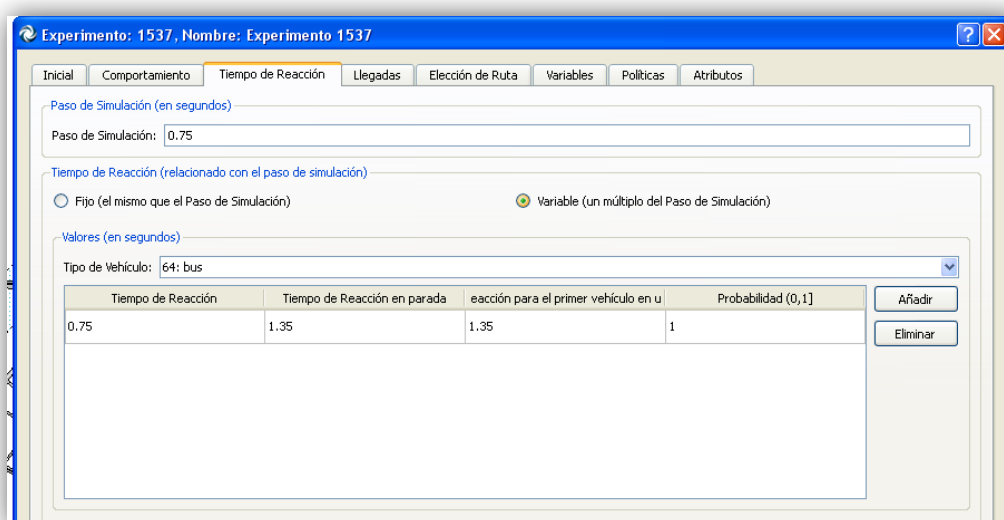 Experimento: 1537, Nombre: Experimento 1537
Inicial Comportamiento Tiempo de Reacción Llegadas Elección de Ruta Variables Políticas Atributos
Paso de Simulación (en segundos)
Paso de Simulación: 0.75
Tiempo de Reacción (relacionado con el paso de simulación)
Fijo (el mismo que el Paso de Simulación) Variable (un múltiplo del Paso de Simulación)
Valores (en segundos)
Tipo de Vehículo: 64: bus
Tiempo de Reacción Tiempo de Reacción en parada eacción para el primer vehículo en u Probabilidad (0,1] Añadir
0.75 1.35 1.35 1 Eliminar